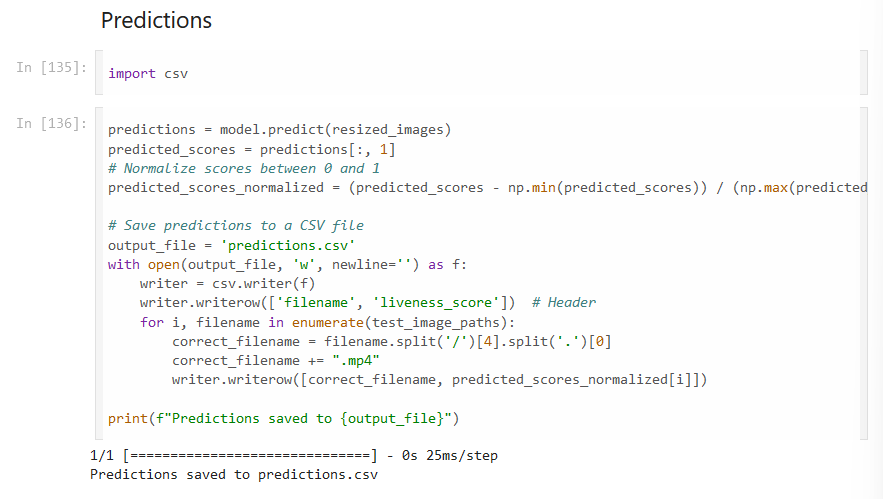 Predictions
In [135]:
import csv
In [136]:
predictions = model.predict(resized_images)
predicted_scores = predictions[:, 1]
# Normalize scores between 0 and 1
predicted_scores_normalized = (predicted_scores - np.min(predicted_scores)) / (np.max(predicted
# Save predictions to a CSV file
output_file = 'predictions.csv'
with open(output_file, 'w', newline='') as f:
    writer = csv.writer(f)
    writer.writerow(['filename', 'liveness_score'])  # Header
    for i, filename in enumerate(test_image_paths):
        correct_filename = filename.split('/')[4].split('.')[0]
        correct_filename += ".mp4"
        writer.writerow([correct_filename, predicted_scores_normalized[i]])
print(f"Predictions saved to {output_file}")
1/1 [==============================] - 0s 25ms/step
Predictions saved to predictions.csv